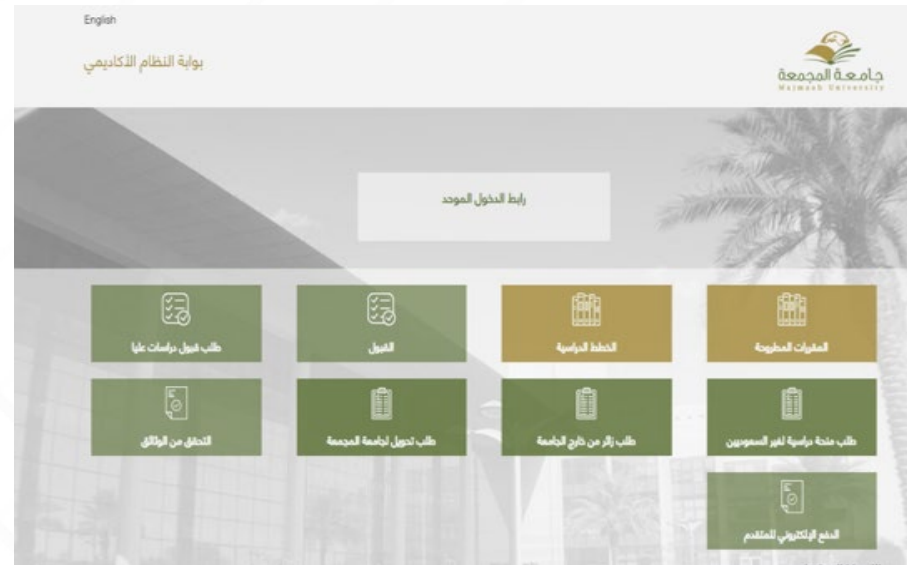 English
بوابة النظام الأكاديمي
جامعة المجمعة
Majmaah University
رابط الدخول الموحد
المقررات المطروحة
الخطط الدراسية
القبول
طلب قبول دراسات عليا
طلب منحة دراسية لغير السعوديين
طلب زائر من خارج الجامعة
طلب تحويل لجامعة المجمعة
التحقق من الوثائق
الدفع الإلكتروني للمتقدم